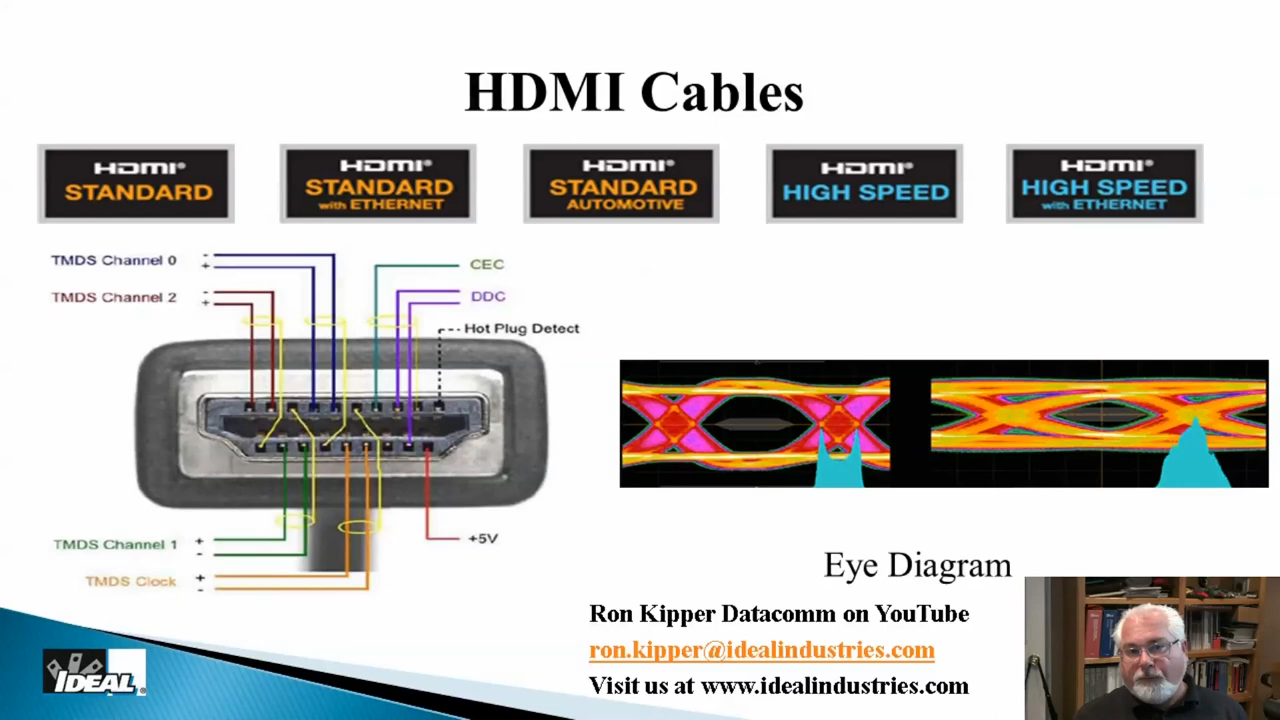 HDMI Cables
HDMI®
STANDARD
HDMI®
STANDARD
with ETHERNET
HDMI®
STANDARD
AUTOMOTIVE
HDMI®
HIGH SPEED
HDMI®
HIGH SPEED
with ETHERNET
TMDS Channel 0
-
+
TMDS Channel 2
-
+
CEC
DDC
Hot Plug Detect
TMDS Channel 1
+
-
TMDS Clock
+
-
+5V
Eye Diagram
Ron Kipper Datacomm on YouTube
ron.kipper@idealindustries.com
Visit us at www.idealindustries.com
IDEAL®